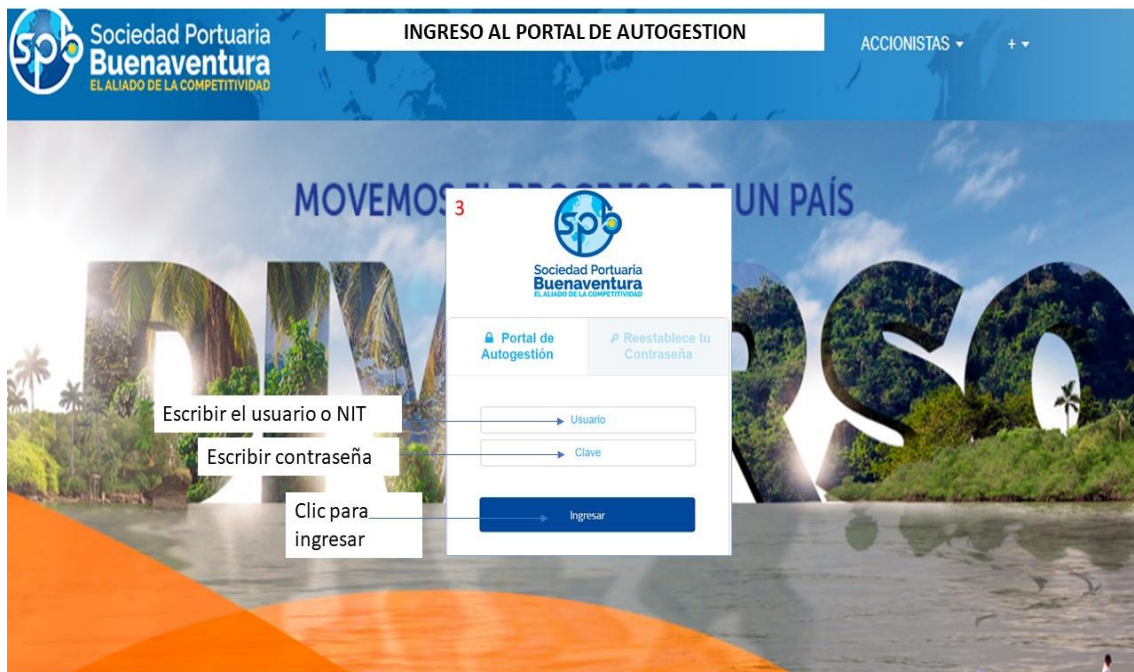 spb
Sociedad Portuaria
Buenaventura
EL ALIADO DE LA COMPETITIVIDAD
INGRESO AL PORTAL DE AUTOGESTION
ACCIONISTAS
+
MOVEMOS EL PROGRESO DE UN PAÍS
3
spb
Sociedad Portuaria
Buenaventura
EL ALIADO DE LA COMPETITIVIDAD
Portal de
Autogestión
Reestablece tu
Contraseña
Escribir el usuario o NIT
Usuario
Escribir contraseña
Clave
Clic para
ingresar
Ingresar